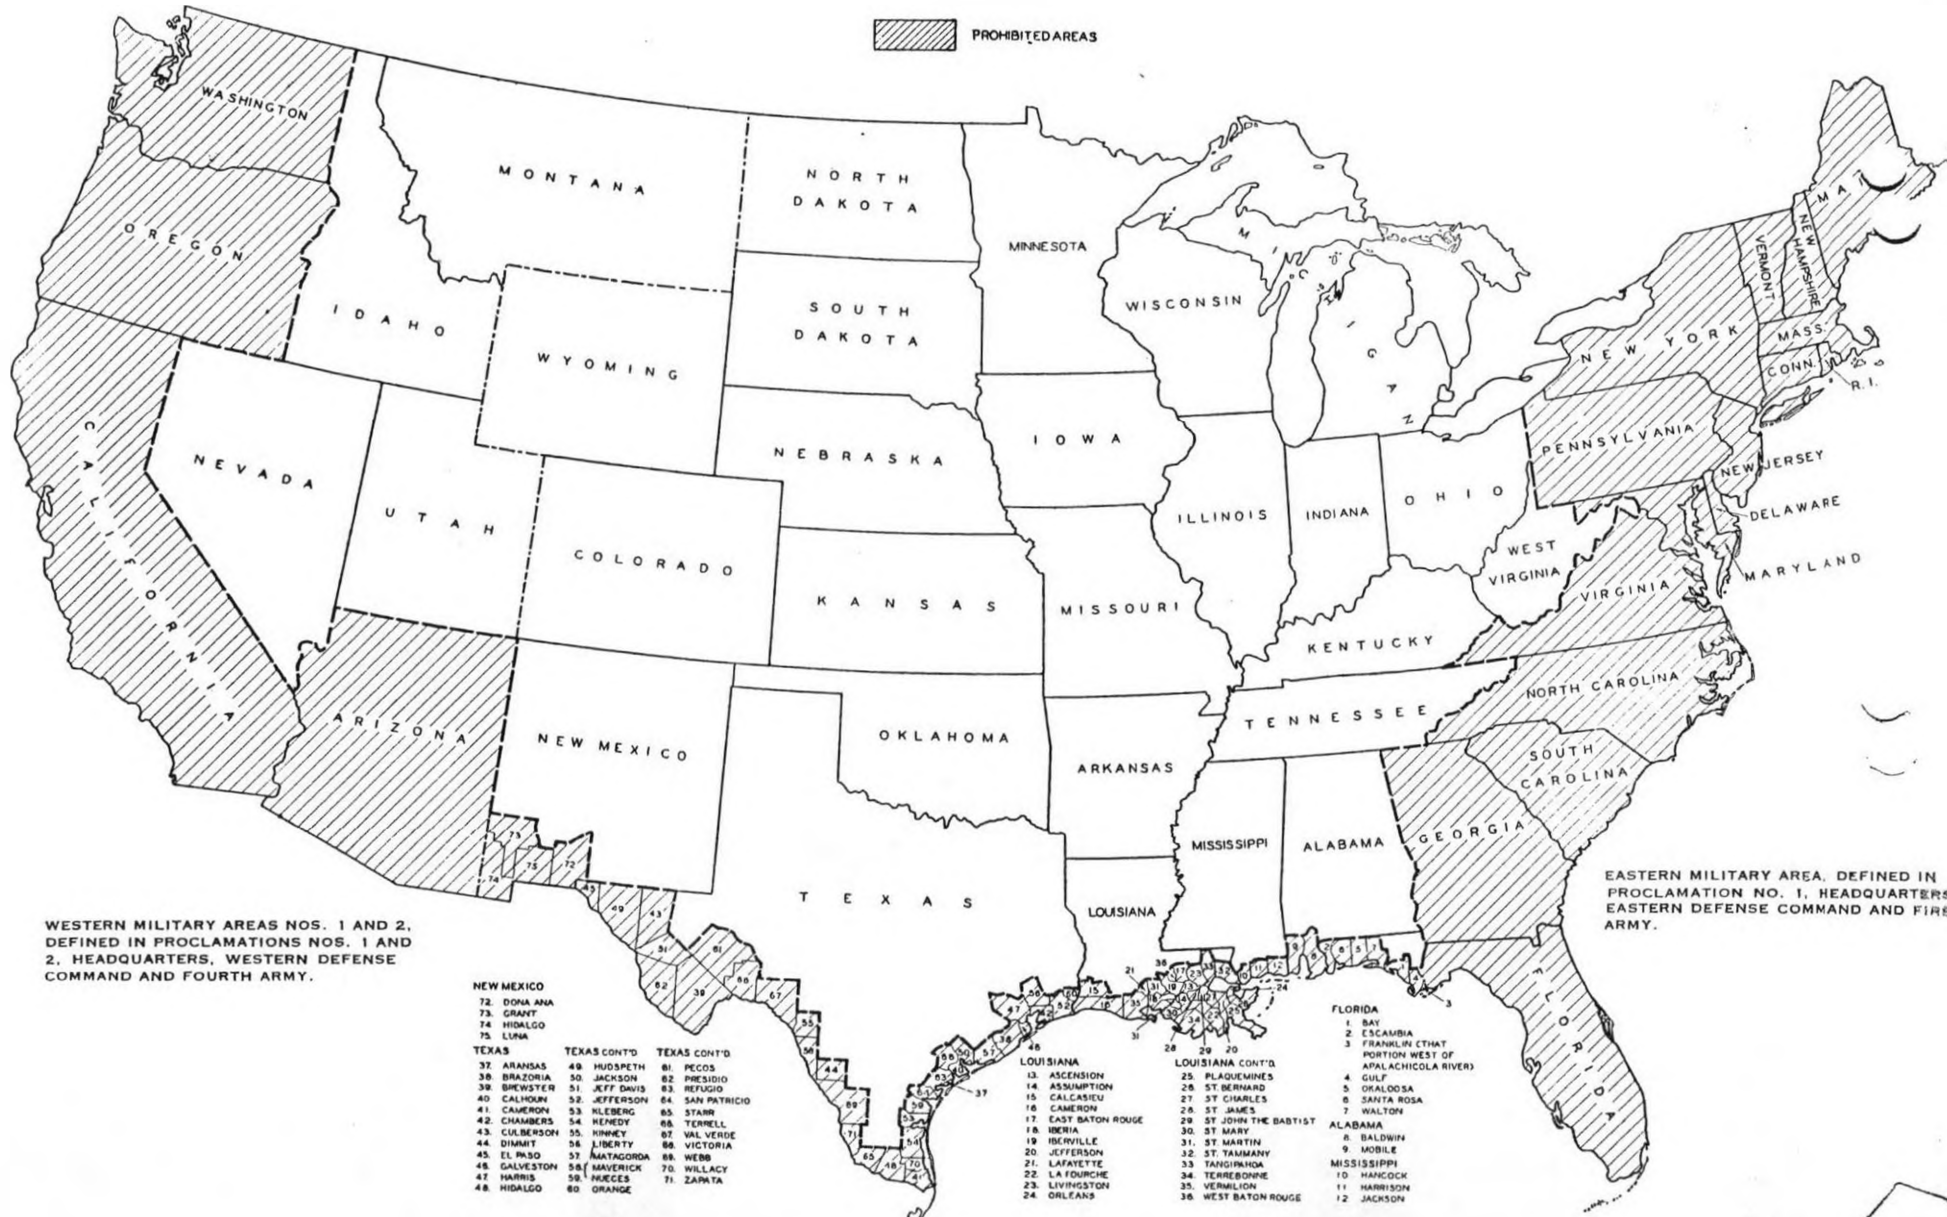 PROHIBITED AREAS
WASHINGTON
OREGON
CALIFORNIA
IDAHO
NEVADA
MONTANA
WYOMING
UTAH
ARIZONA
COLORADO
NEW MEXICO
NORTH
DAKOTA
SOUTH
DAKOTA
NEBRASKA
KANSAS
OKLAHOMA
TEXAS
MINNESOTA
IOWA
MISSOURI
ARKANSAS
LOUISIANA
WISCONSIN
MICHIGAN
ILLINOIS
INDIANA
OHIO
KENTUCKY
TENNESSEE
MISSISSIPPI
ALABAMA
WEST
VIRGINIA
VIRGINIA
NORTH CAROLINA
SOUTH
CAROLINA
GEORGIA
FLORIDA
PENNSYLVANIA
NEW YORK
VERMONT
NEW
HAMPSHIRE
MAI
MASS.
CONN.
R. I.
NEW JERSEY
DELAWARE
MARYLAND
WESTERN MILITARY AREAS NOS. 1 AND 2,
DEFINED IN PROCLAMATIONS NOS. 1 AND
2, HEADQUARTERS, WESTERN DEFENSE
COMMAND AND FOURTH ARMY.
EASTERN MILITARY AREA, DEFINED IN
PROCLAMATION NO. 1, HEADQUARTERS
EASTERN DEFENSE COMMAND AND FIRS
ARMY.
NEW MEXICO
72. DONA ANA
73. GRANT
74 HIDALGO
75. LUNA
TEXAS
37. ARANSAS
38. BRAZORIA
39. BREWSTER
40 CALHOUN
41. CAMERON
42. CHAMBERS
43. CULBERSON
44. DIMMIT
45. EL PASO
46. GALVESTON
47. HARRIS
48. HIDALGO
TEXAS CONT'D
49. HUDSPETH
50. JACKSON
51. JEFF DAVIS
52. JEFFERSON
53. KLEBERG
54. KENEDY
55. KINNEY
56. LIBERTY
57. MATAGORDA
58. MAVERICK
59. NUECES
60. ORANGE
TEXAS CONT'D.
61. PECOS
62. PRESIDIO
63. REFUGIO
64. SAN PATRICIO
65. STARR
66. TERRELL
67. VAL VERDE
68. VICTORIA
69. WEBB
70. WILLACY
71. ZAPATA
LOUISIANA
13. ASCENSION
14. ASSUMPTION
15 CALCASIEU
16 CAMERON
17. EAST BATON ROUGE
18. IBERIA
19 IBERVILLE
20. JEFFERSON
21. LAFAYETTE
22. LA FOURCHE
23. LIVINGSTON
24. ORLEANS
LOUISIANA CONT'D.
25. PLAQUEMINES
26 ST. BERNARD
27 ST CHARLES
28. ST. JAMES
29. ST JOHN THE BABTIST
30. ST MARY
31. ST. MARTIN
32. ST. TAMMANY
33 TANGIPAHOA
34. TERREBONNE
35. VERMILION
36 WEST BATON ROUGE
FLORIDA
1. BAY
2 ESCAMBIA
3 FRANKLIN (THAT
PORTION WEST OF
APALACHICOLA RIVER)
4 GULF
5 OKALOOSA
6 SANTA ROSA
7 WALTON
ALABAMA
8. BALDWIN
9. MOBILE
MISSISSIPPI
10 HANCOCK
11 HARRISON
12 JACKSON